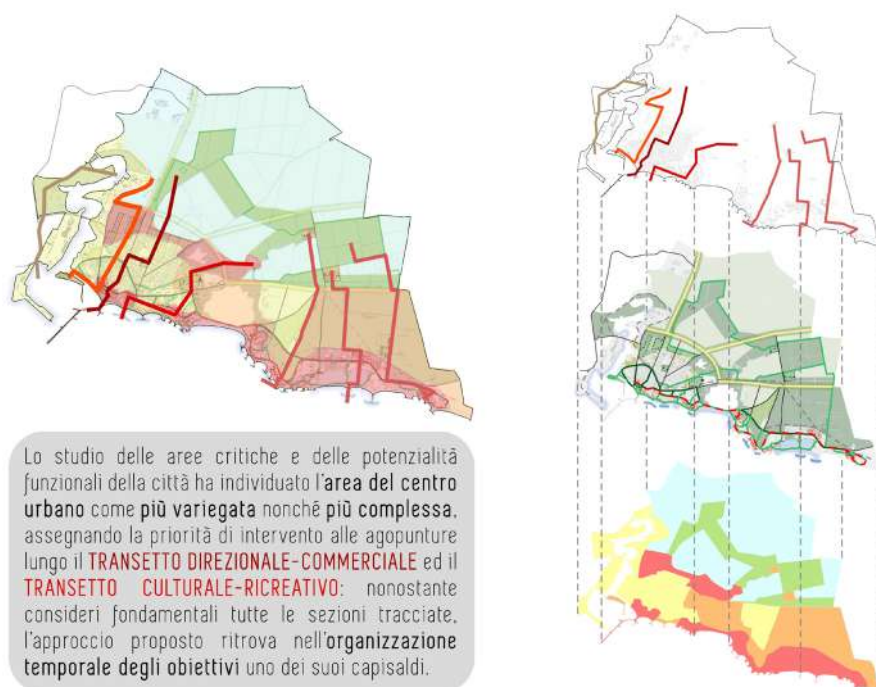 Lo studio delle aree critiche e delle potenzialità
funzionali della città ha individuato l'area del centro
urbano come più variegata nonché più complessa,
assegnando la priorità di intervento alle agopunture
lungo il TRANSETTO DIREZIONALE-COMMERCIALE ed il
TRANSETTO CULTURALE-RICREATIVO: nonostante
consideri fondamentali tutte le sezioni tracciate,
l'approccio proposto ritrova nell'organizzazione
temporale degli obiettivi uno dei suoi capisaldi.